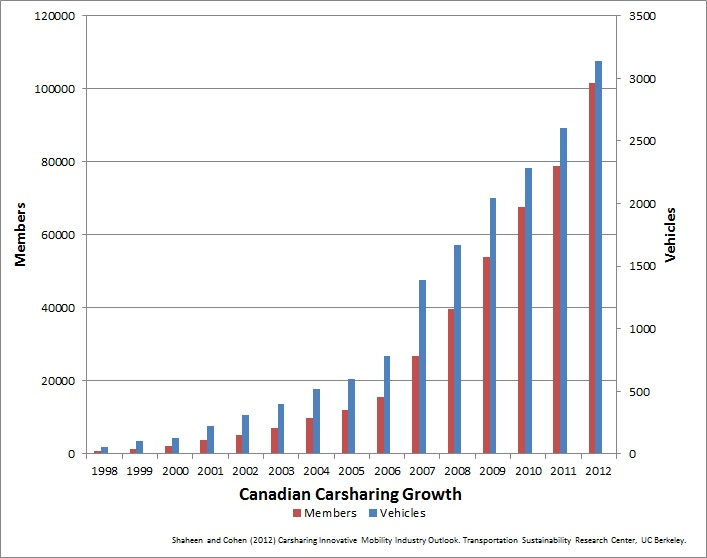 120000
100000
80000
60000
40000
20000
0
Members
3500
3000
2500
2000
1500
1000
500
0
Vehicles
1998 1999 2000 2001 2002 2003 2004 2005 2006 2007 2008 2009 2010 2011 2012
Canadian Carsharing Growth
Members Vehicles
Shaheen and Cohen (2012) Carsharing Innovative Mobility Industry Outlook. Transportation Sustainability Research Center, UC Berkeley.